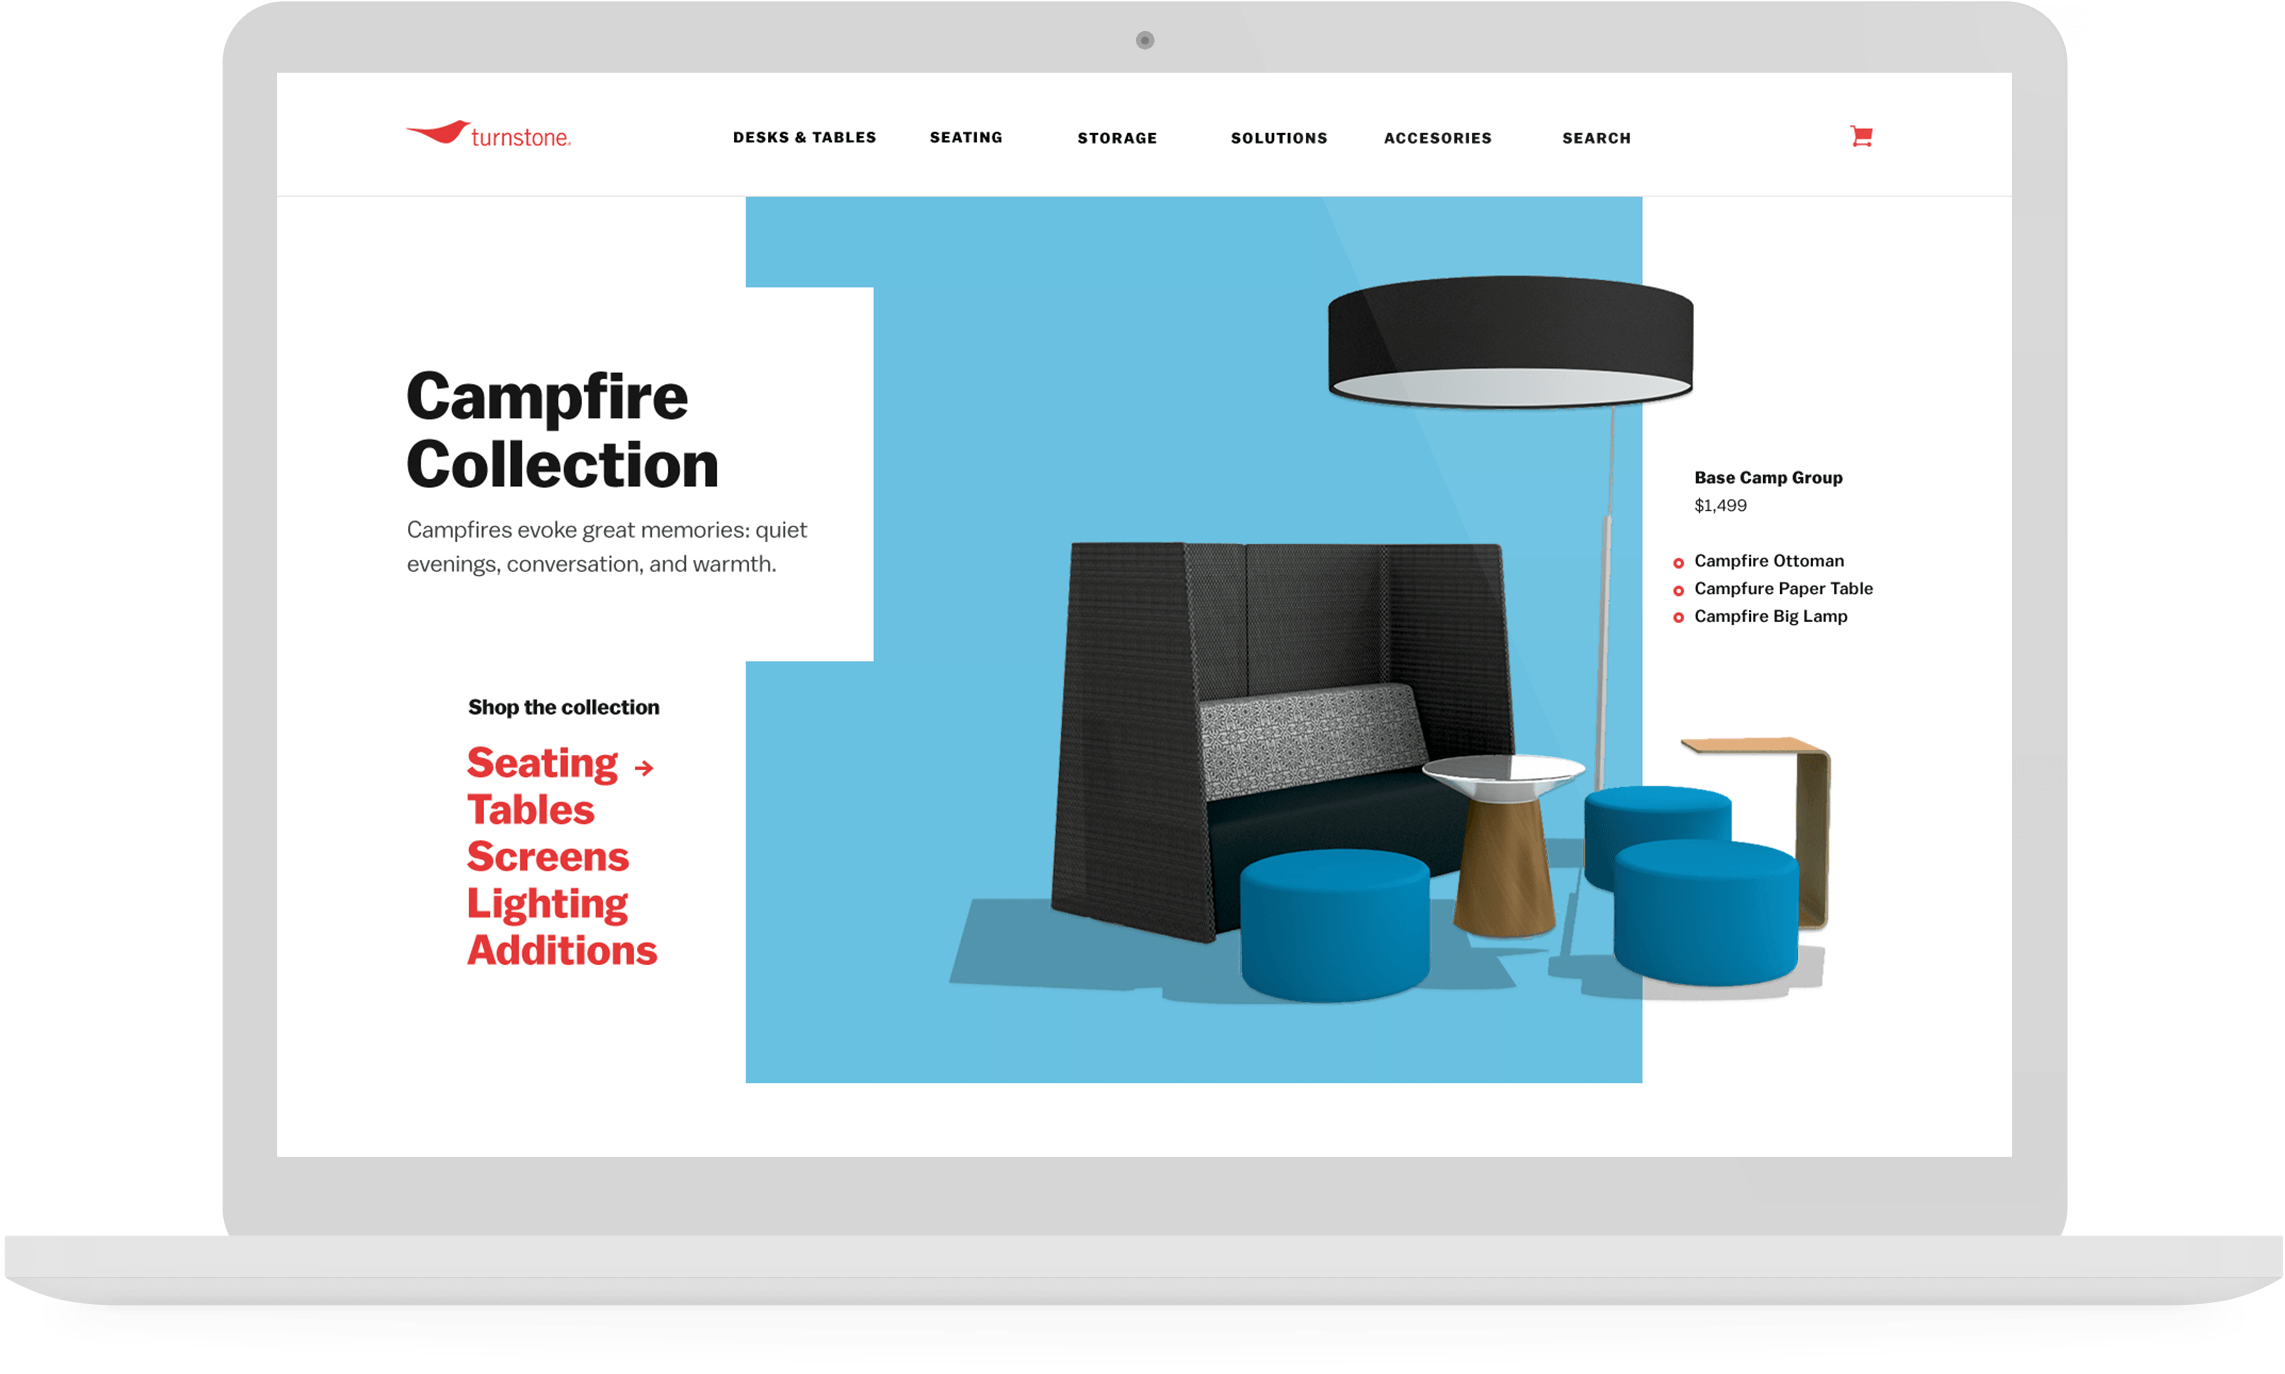 turnstone
DESKS & TABLES
SEATING
STORAGE
SOLUTIONS
ACCESORIES
SEARCH
Campfire
Collection
Campfires evoke great memories: quiet
evenings, conversation, and warmth.
Shop the collection
Seating →
Tables
Screens
Lighting
Additions
Base Camp Group
$1,499
Campfire Ottoman
Campfure Paper Table
Campfire Big Lamp